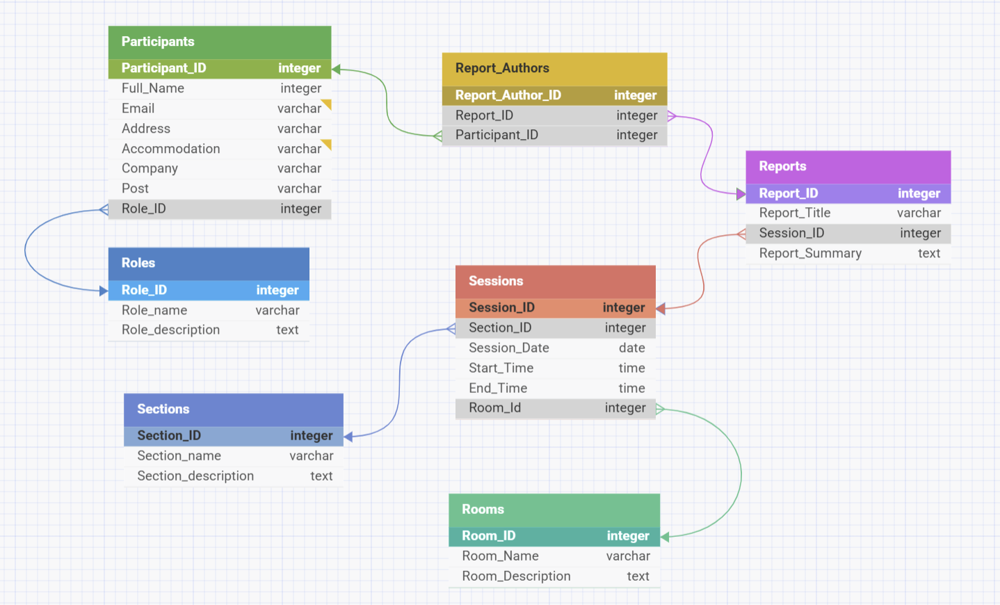 Participants
Participant_ID integer
Full_Name integer
Email varchar
Address varchar
Accommodation varchar
Company varchar
Post varchar
Role_ID integer
Report_Authors
Report_Author_ID integer
Report_ID integer
Participant_ID integer
Reports
Report_ID integer
Report_Title varchar
Session_ID integer
Report_Summary text
Roles
Role_ID integer
Role_name varchar
Role_description text
Sessions
Session_ID integer
Section_ID integer
Session_Date date
Start_Time time
End_Time time
Room_Id integer
Sections
Section_ID integer
Section_name varchar
Section_description text
Rooms
Room_ID integer
Room_Name varchar
Room_Description text